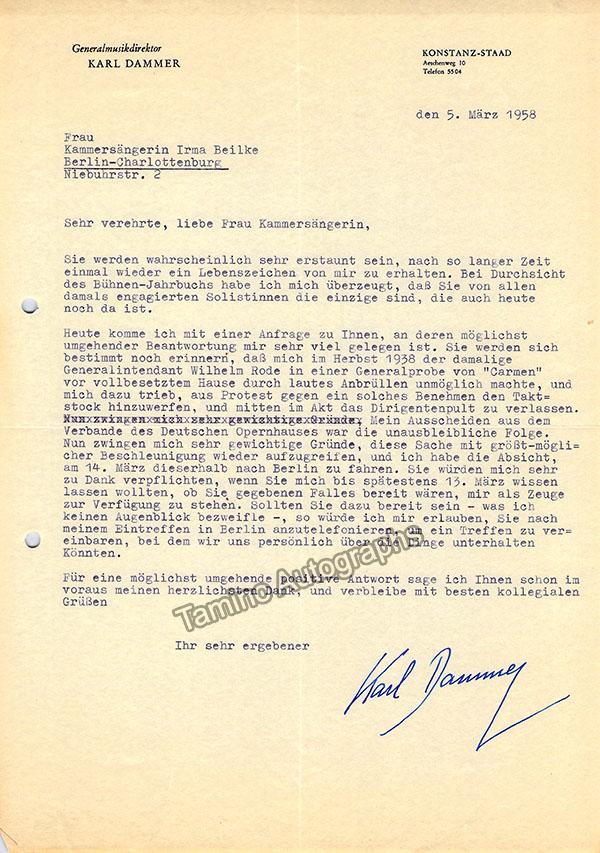 Generalmusikdirektor
KARL DAMMER
KONSTANZ-STAAD
Aeschenweg 10
Telefon 5504
den 5. März 1958
Frau
Kammersängerin Irma Beilke
Berlin-Charlottenburg
Niebuhrstr. 2
Sehr verehrte, liebe Frau Kammersängerin,
Sie werden wahrscheinlich sehr erstaunt sein, nach so langer Zeit
einmal wieder ein Lebenszeichen von mir zu erhalten. Bei Durchsicht
des Bühnen-Jahrbuchs habe ich mich überzeugt, daß Sie von allen
damals engagierten Solistinnen die einzige sind, die auch heute
noch da ist.
Heute komme ich mit einer Anfrage zu Ihnen, an deren möglichst
umgehender Beantwortung mir sehr viel gelegen ist. Sie werden sich
bestimmt noch erinnern, daß mich im Herbst 1938 der damalige
Generalintendant Wilhelm Rode in einer Generalprobe von "Carmen"
vor vollbesetztem Hause durch lautes Anbrüllen unmöglich machte, und
mich dazu trieb, aus Protest gegen ein solches Benehmen den Takt=
stock hinzuwerfen, und mitten im Akt das Dirigentenpult zu verlassen.
Nun zwingen mich sehr gewichtige Gründe, Mein Ausscheiden aus dem
Verbande des Deutschen Opernhauses war die unausbleibliche Folge.
Nun zwingen mich sehr gewichtige Gründe, diese Sache mit größt-mögli-
cher Beschleunigung wieder aufzugreifen, und ich habe die Absicht,
am 14. März dieserhalb nach Berlin zu fahren. Sie würden mich sehr
zu Dank verpflichten, wenn Sie mich bis spätestens 13. März wissen
lassen wollten, ob Sie gegebenen Falles bereit wären, mir als Zeuge
zur Verfügung zu stehen. Sollten Sie dazu bereit sein - was ich
keinen Augenblick bezweifle -, so würde ich mir erlauben, Sie nach
meinem Eintreffen in Berlin anzutelefonieren, um ein Treffen zu ver=
einbaren, bei dem wir uns persönlich über die Dinge unterhalten
Könnten.
Für eine möglichst umgehende positive Antwort sage ich Ihnen schon im
voraus meinen herzlichsten Dank, und verbleibe mit besten kollegialen
Grüßen
Ihr sehr ergebener
Karl Dammer
Tamino Autographs